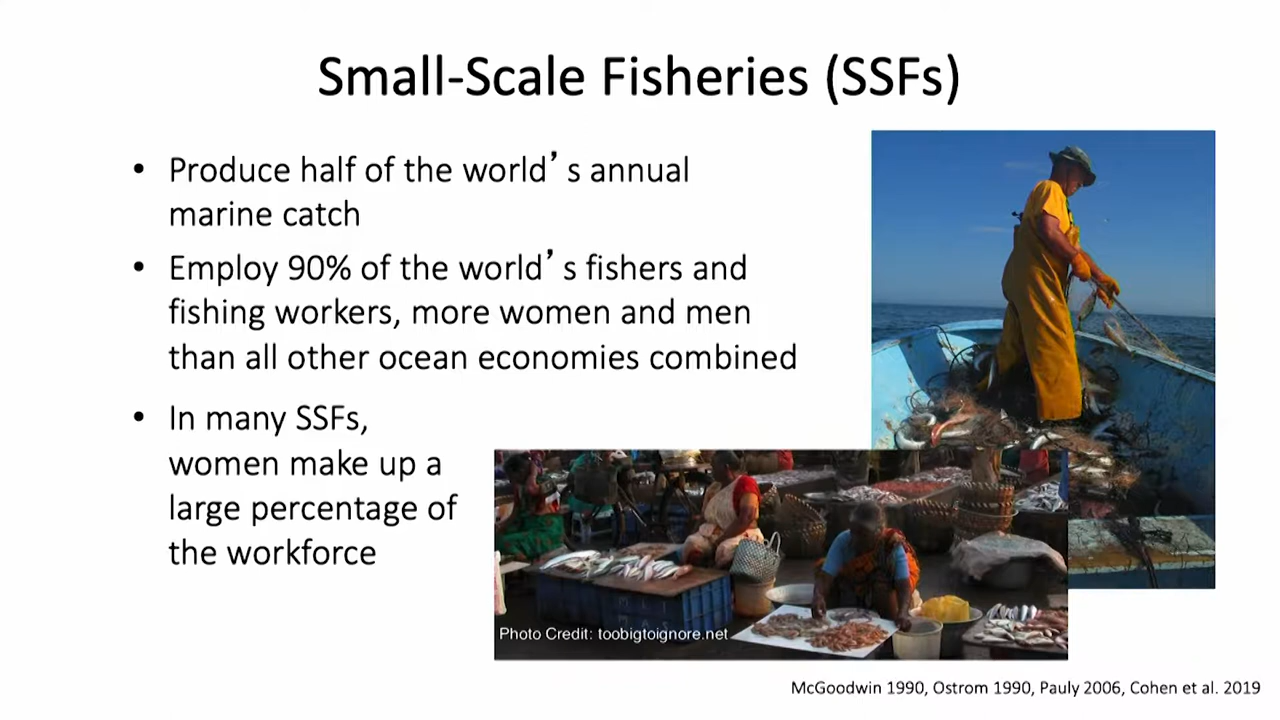 Small-Scale Fisheries (SSFs)
• Produce half of the world’s annual
marine catch
• Employ 90% of the world’s fishers and
fishing workers, more women and men
than all other ocean economies combined
• In many SSFs,
women make up a
large percentage of
the workforce
Photo Credit: toobigtoignore.net
McGoodwin 1990, Ostrom 1990, Pauly 2006, Cohen et al. 2019